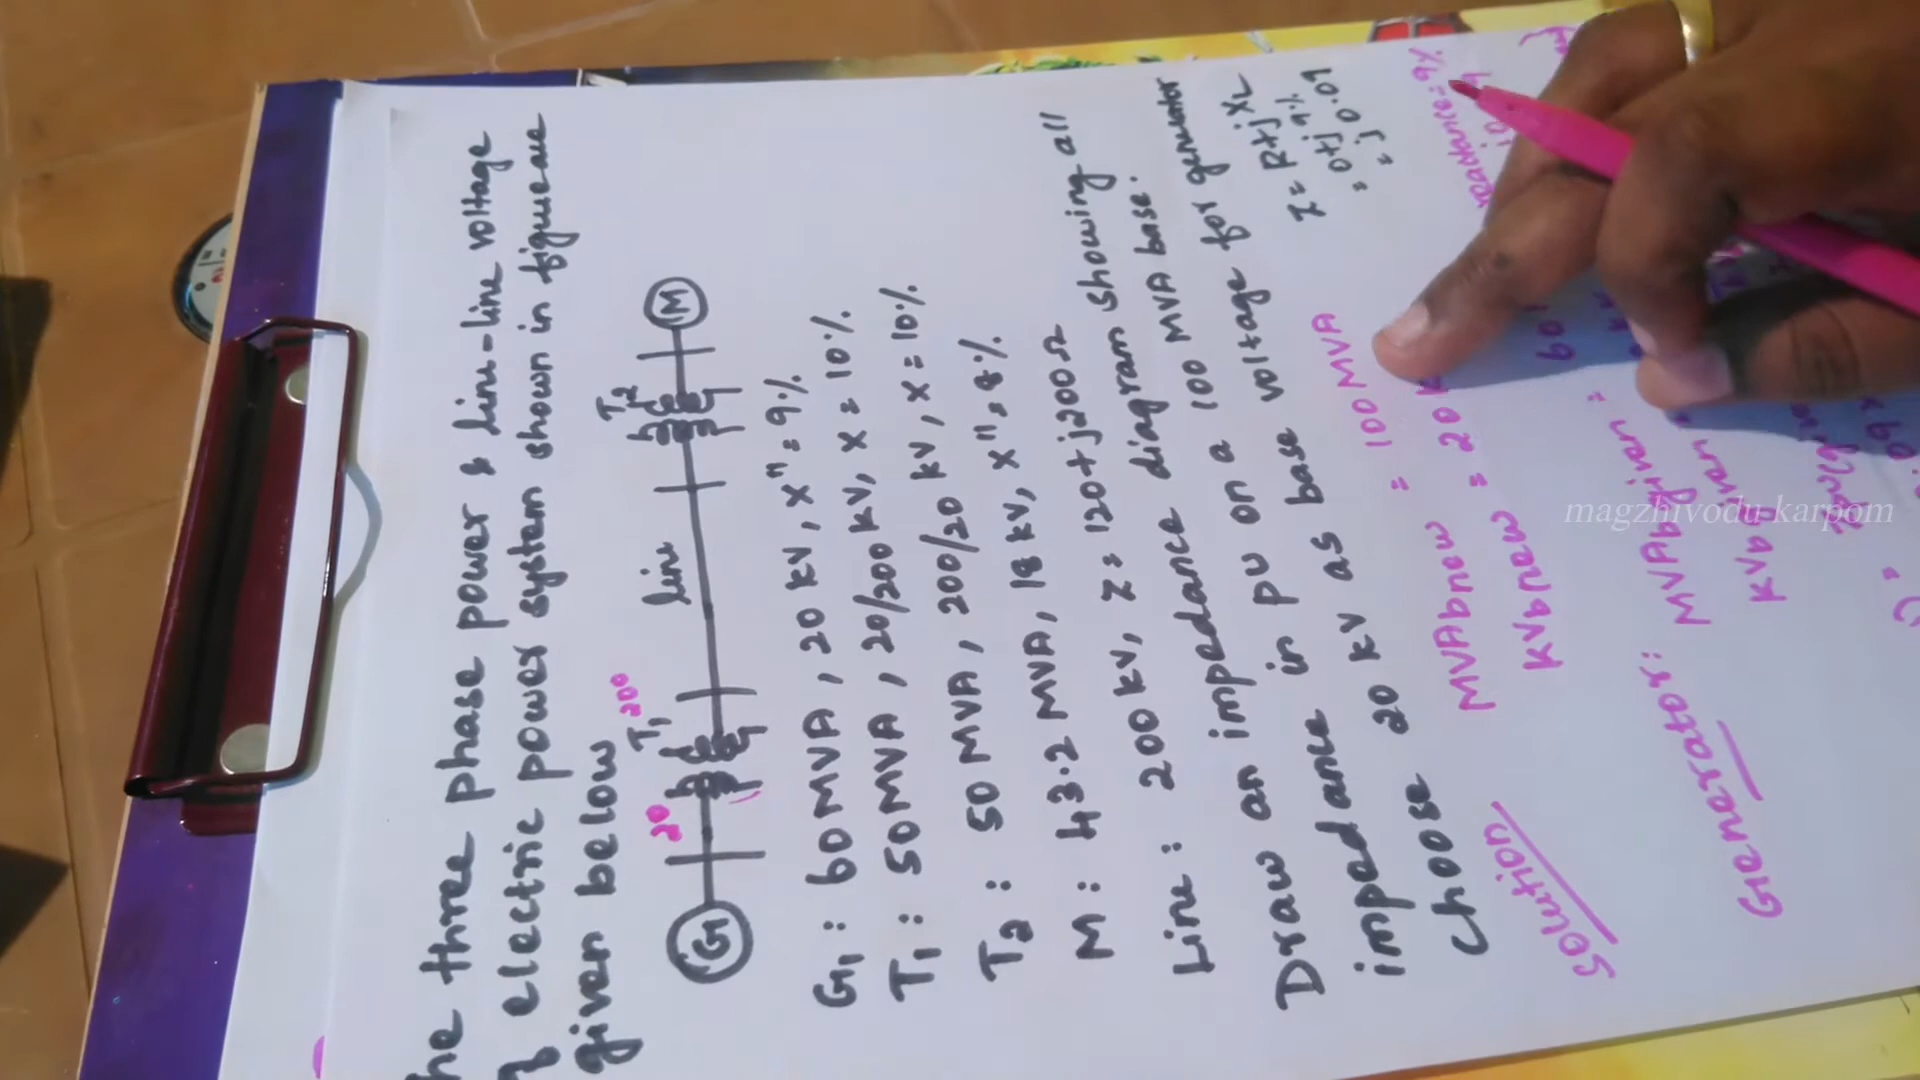 The three phase power & line-line voltage
of electric power system shown in figure are
given below
20 T1 200 line T2
G M
G1 : 60 MVA , 20 kV , X" = 9%
T1 : 50 MVA , 20/200 kV, X = 10%
T2 : 50 MVA , 200/20 kV, X = 10%
M : 43.2 MVA, 18 kV, X" = 8%
Line : 200 kV, Z = 120 + j200 Ω
Draw an impedance diagram showing all
impedance in pu on a 100 MVA base.
Choose 20 kV as base voltage for generator
Z = R+jXL
= 0+j 9%
= j 0.09
Solution
MVAbnew = 100 MVA
KVbnew = 20
reactance = 9%
Generator : MVAbgiven = 60
KVbg
magzhivodu karpom